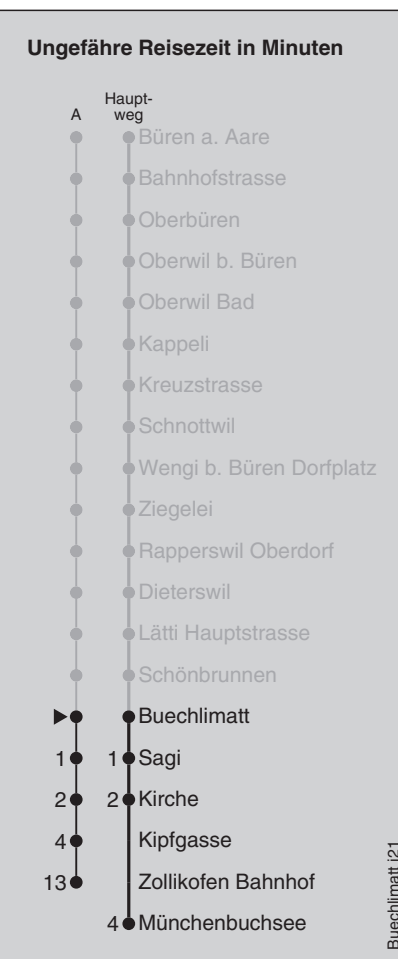 Ungefähre Reisezeit in Minuten
A Haupt-
weg
Büren a. Aare
Bahnhofstrasse
Oberbüren
Oberwil b. Büren
Oberwil Bad
Kappeli
Kreuzstrasse
Schnottwil
Wengi b. Büren Dorfplatz
Ziegelei
Rapperswil Oberdorf
Dieterswil
Lätti Hauptstrasse
Schönbrunnen
Buechlimatt
1 1 Sagi
2 2 Kirche
4 Kipfgasse
13 Zollikofen Bahnhof
4 Münchenbuchsee
Buechlimatt i21